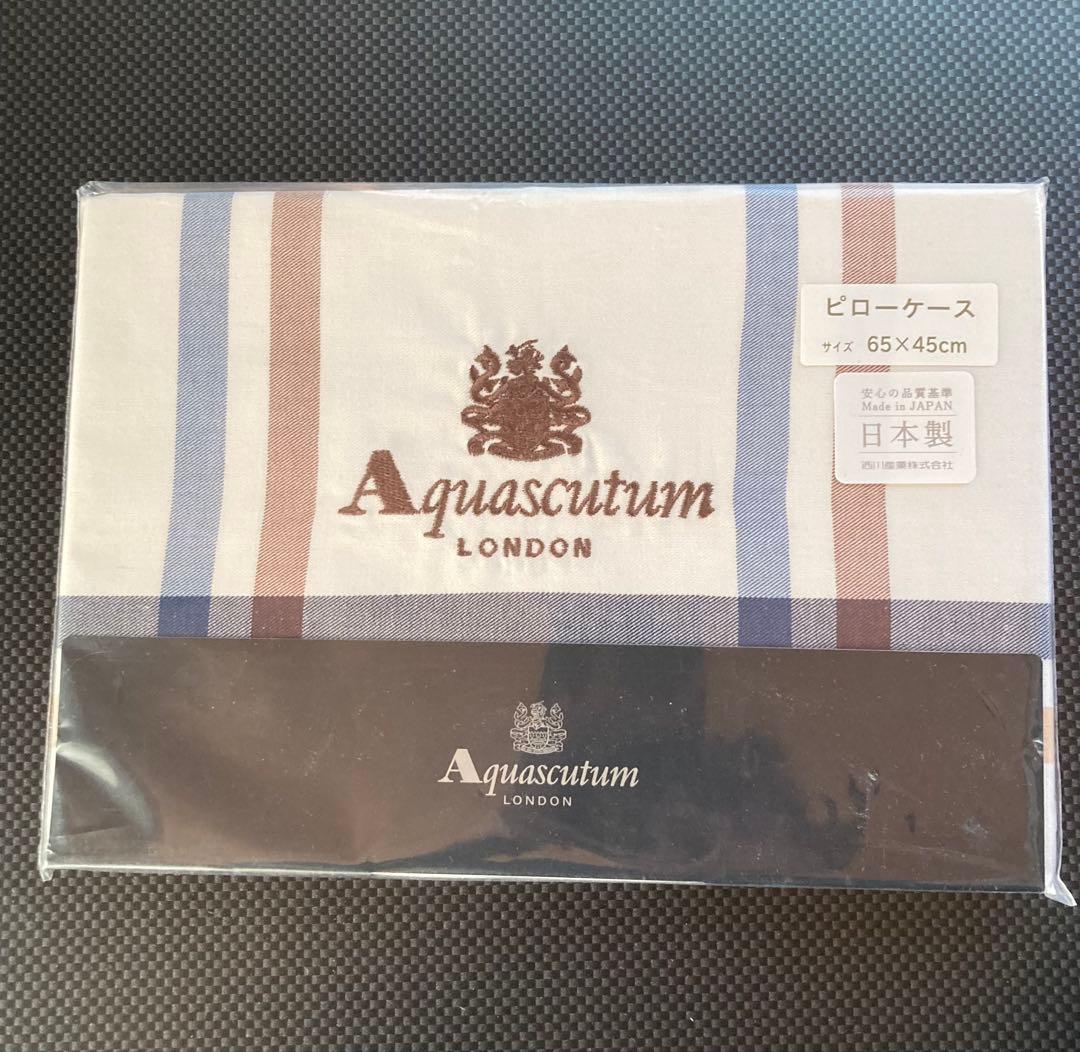 ピローケース
サイズ 65×45cm
安心の品質基準
Made in JAPAN
日本製
西川産業株式会社
Aquascutum
LONDON
Aquascutum
LONDON